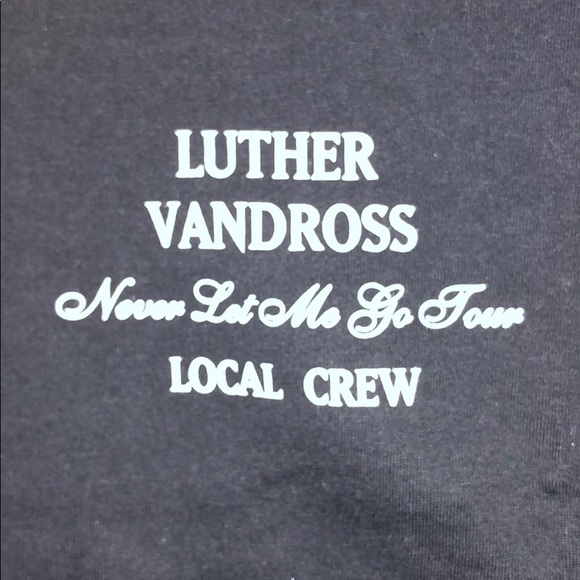 LUTHER
VANDROSS
Never Let Me Go Tour
LOCAL CREW